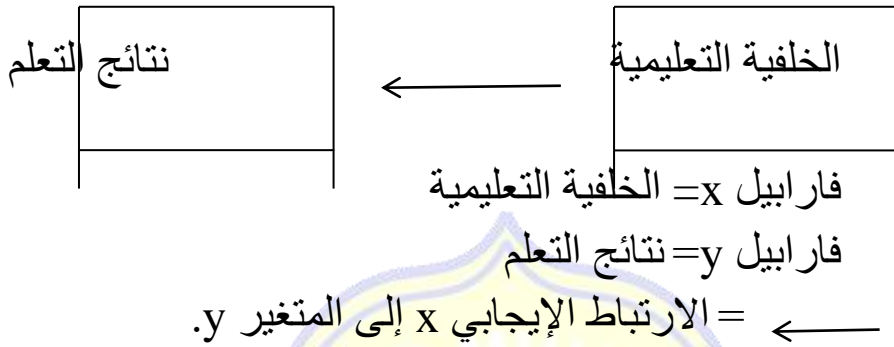 الخلفية التعليمية
نتائج التعلم
فارابيل x= الخلفية التعليمية
فارابيل y= نتائج التعلم
= الارتباط الإيجابي x إلى المتغير y.